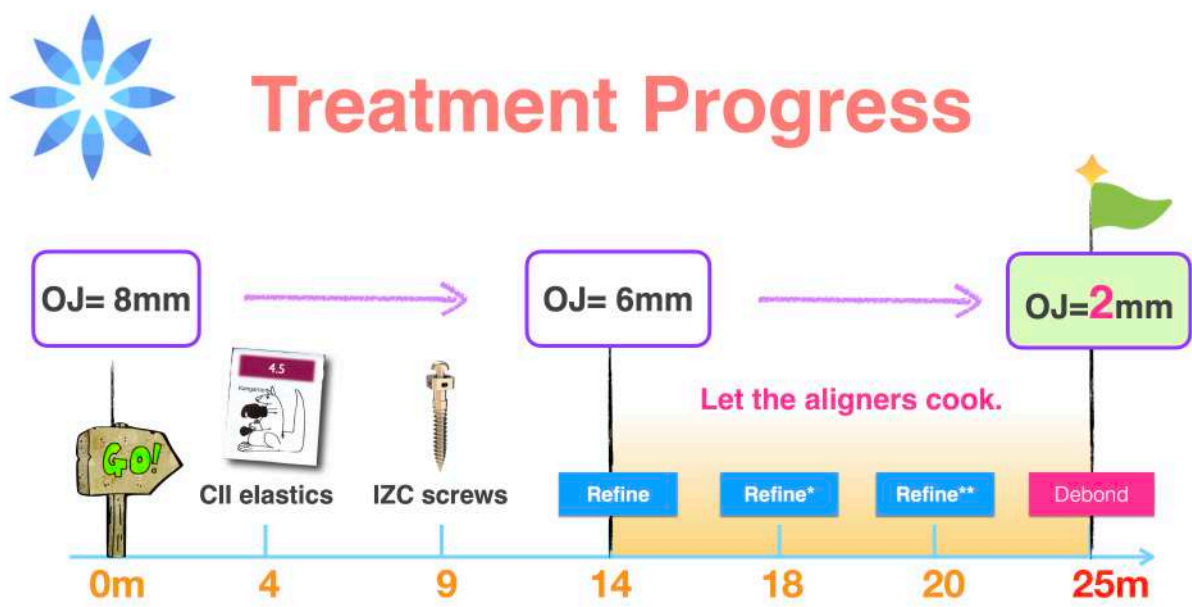 Treatment Progress
OJ= 8mm
OJ= 6mm
OJ=2mm
4.5
Kangaroo
GO!
Let the aligners cook.
CII elastics
IZC screws
Refine
Refine*
Refine**
Debond
0m
4
9
14
18
20
25m